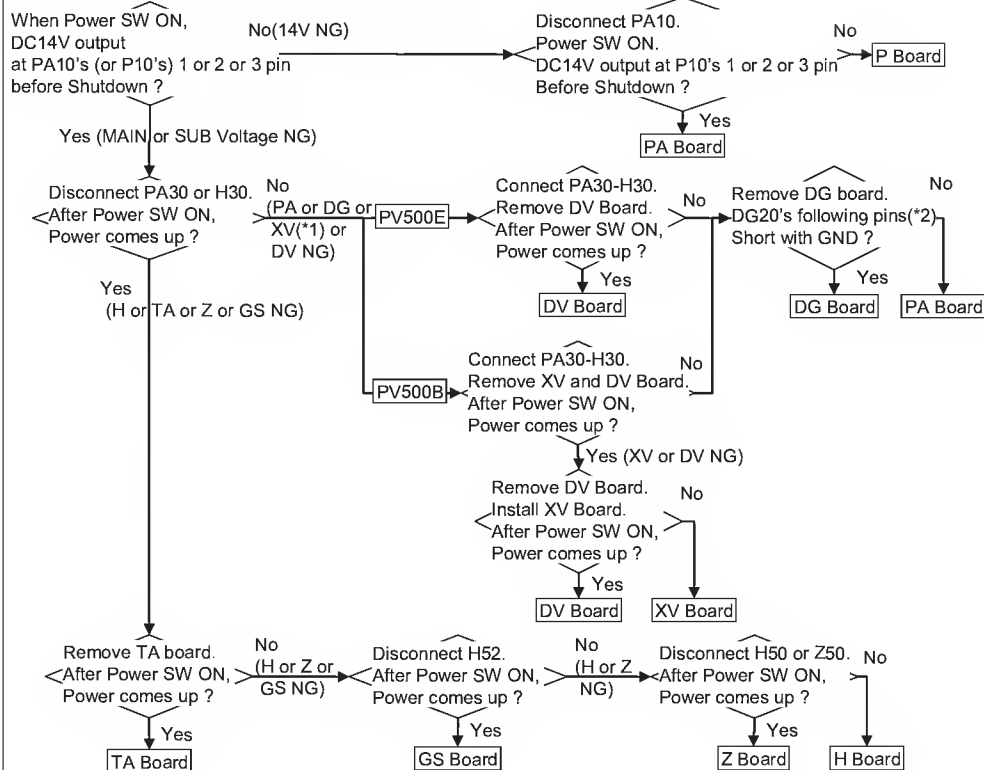 When Power SW ON,
DC14V output
at PA10's (or P10's) 1 or 2 or 3 pin
before Shutdown ?
No(14V NG)
Disconnect PA10.
Power SW ON.
DC14V output at P10's 1 or 2 or 3 pin
Before Shutdown ?
No
P Board
Yes
PA Board
Yes (MAIN or SUB Voltage NG)
Disconnect PA30 or H30.
After Power SW ON,
Power comes up ?
No
(PA or DG or
XV(*1) or
DV NG)
PV500E
Connect PA30-H30.
Remove DV Board.
After Power SW ON,
Power comes up ?
No
Yes
DV Board
Remove DG board.
DG20's following pins(*2)
Short with GND ?
No
Yes
DG Board
PA Board
PV500B
Connect PA30-H30.
Remove XV and DV Board.
After Power SW ON,
Power comes up ?
No
Yes (XV or DV NG)
Remove DV Board.
Install XV Board.
After Power SW ON,
Power comes up ?
No
Yes
DV Board
XV Board
Yes
(H or TA or Z or GS NG)
Remove TA board.
After Power SW ON,
Power comes up ?
No
(H or Z or
GS NG)
Yes
TA Board
Disconnect H52.
After Power SW ON,
Power comes up ?
No
(H or Z
NG)
Yes
GS Board
Disconnect H50 or Z50.
After Power SW ON,
Power comes up ?
No
Yes
Z Board
H Board